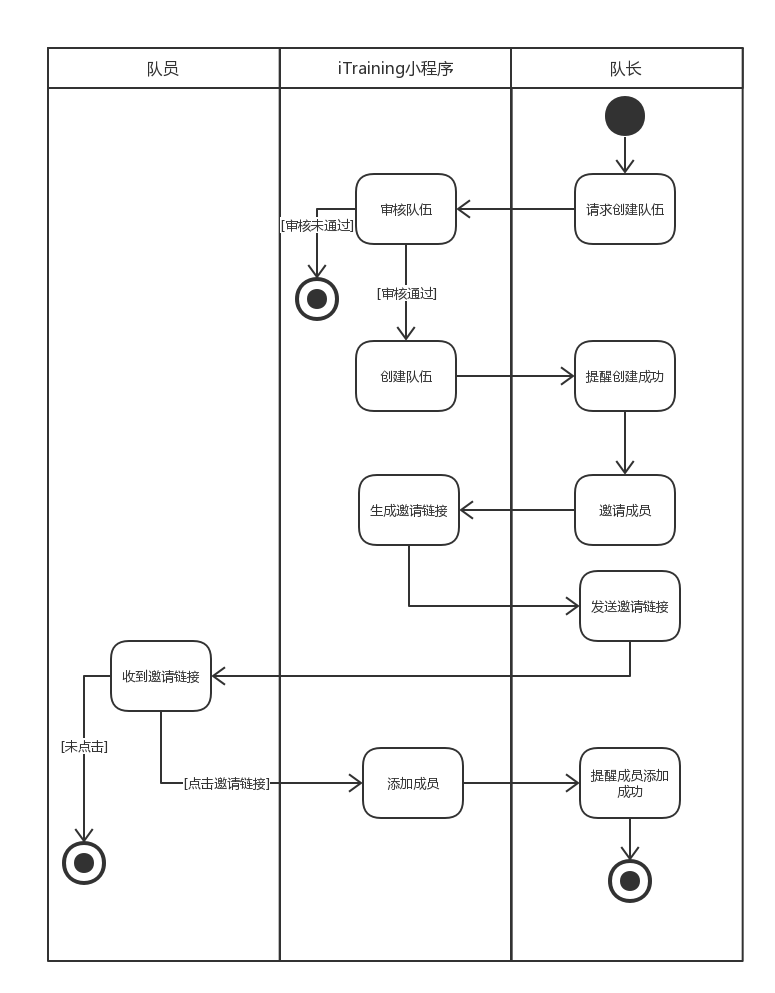 队员
iTraining小程序
队长
审核队伍
请求创建队伍
[审核未通过]
[审核通过]
创建队伍
提醒创建成功
生成邀请链接
邀请成员
发送邀请链接
收到邀请链接
[未点击]
[点击邀请链接]
添加成员
提醒成员添加
成功